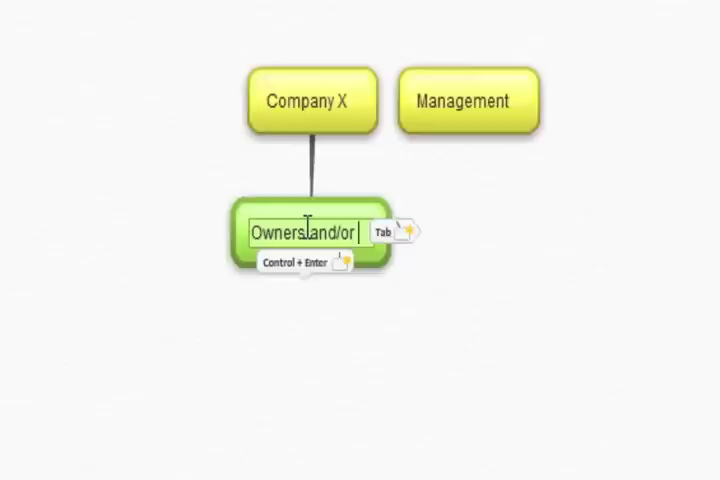 Company X
Management
Owners and/or
Tab
Control + Enter